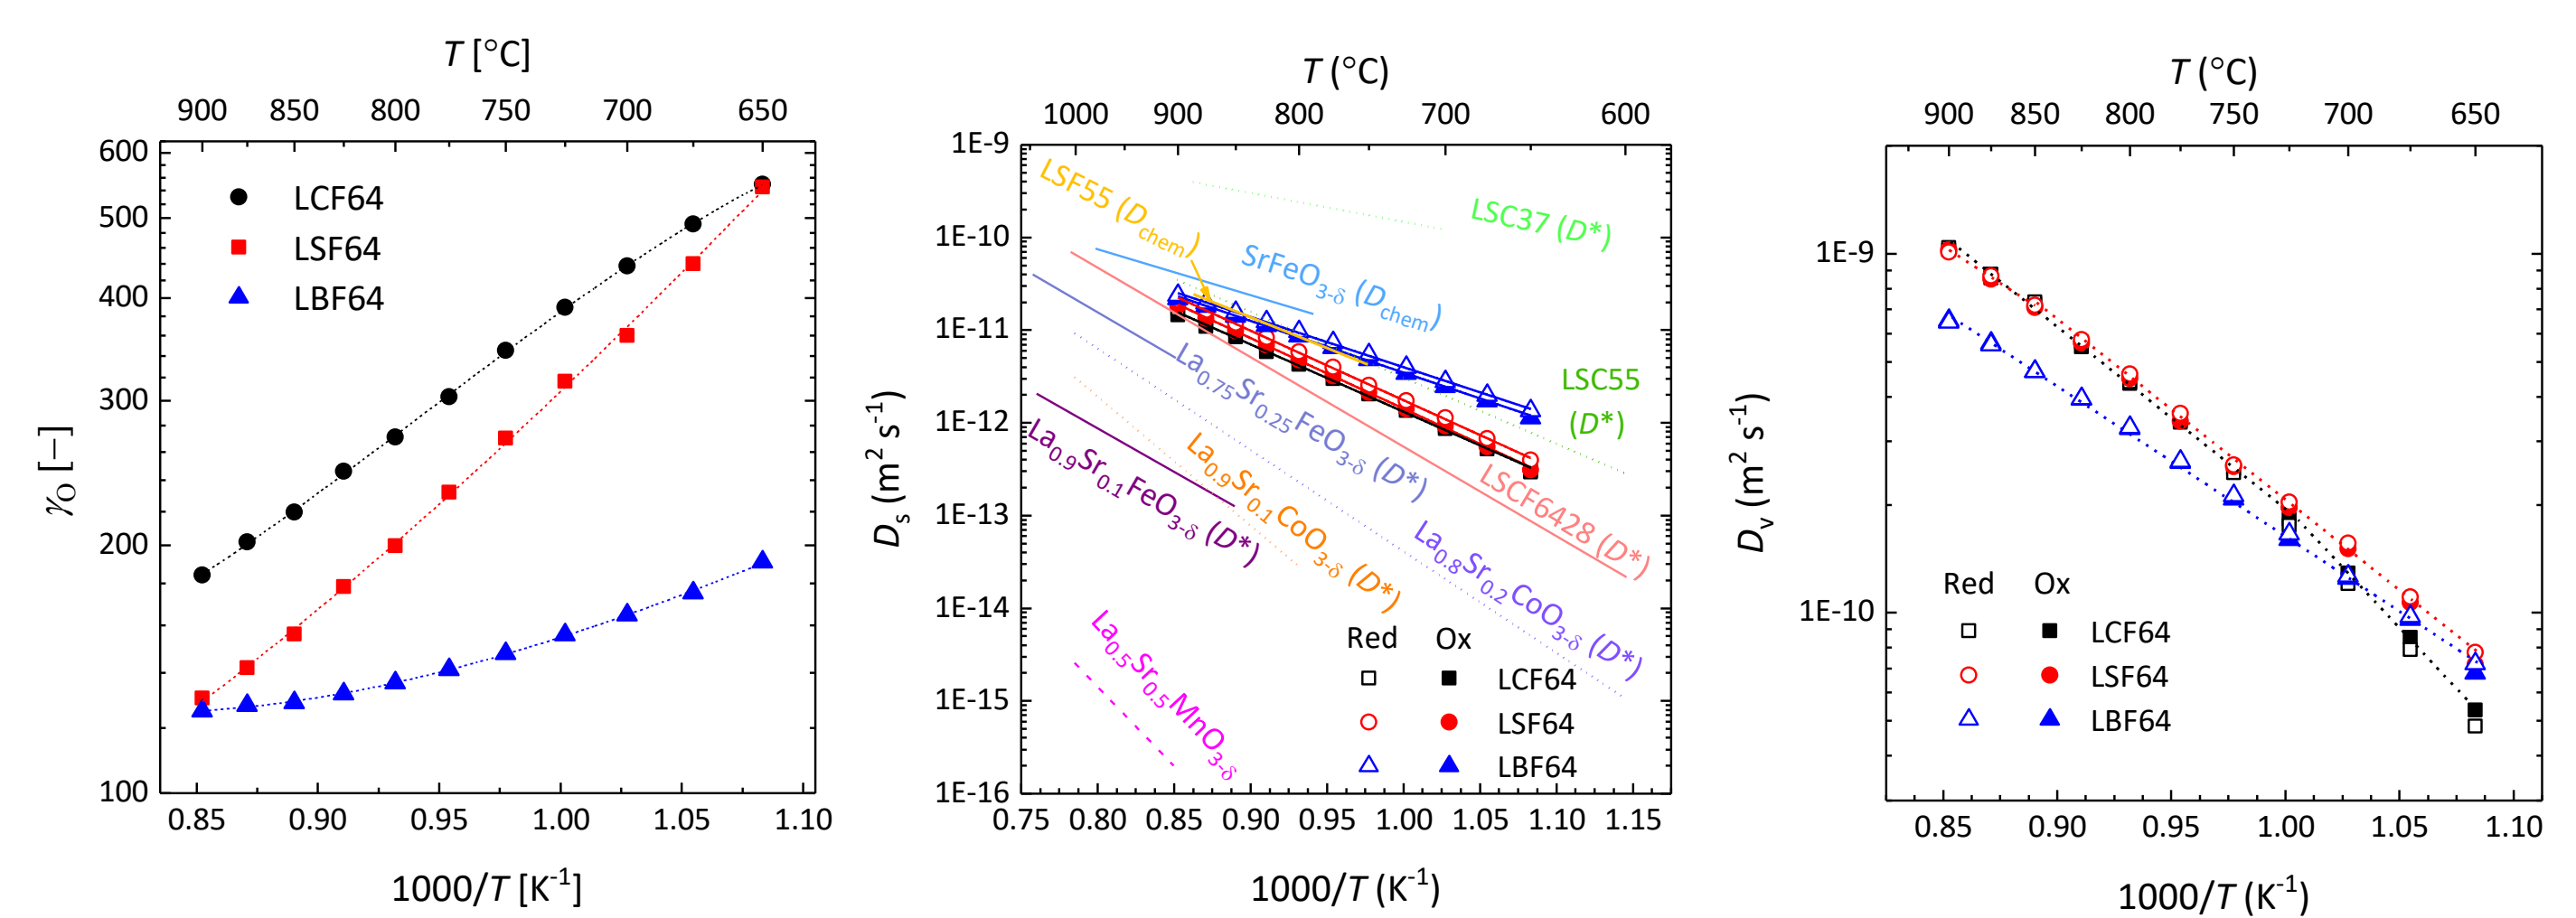 T [°C]
900 850 800 750 700 650
600
500
400
300
200
100
LCF64
LSF64
LBF64
γO [–]
0.85 0.90 0.95 1.00 1.05 1.10
1000/T [K-1]
T (°C)
1000 900 800 700 600
1E-9
1E-10
1E-11
1E-12
1E-13
1E-14
1E-15
1E-16
Ds (m2 s-1)
LSF55 (Dchem)
LSC37 (D*)
SrFeO3-δ (Dchem)
La0.75Sr0.25FeO3-δ (D*)
LSC55
(D*)
La0.9Sr0.1FeO3-δ (D*)
La0.9Sr0.1CoO3-δ (D*)
LSCF6428 (D*)
La0.8Sr0.2CoO3-δ (D*)
La0.5Sr0.5MnO3-δ
Red Ox
LCF64
LSF64
LBF64
0.75 0.80 0.85 0.90 0.95 1.00 1.05 1.10 1.15
1000/T (K-1)
T (°C)
900 850 800 750 700 650
1E-9
1E-10
Dv (m2 s-1)
Red Ox
LCF64
LSF64
LBF64
0.85 0.90 0.95 1.00 1.05 1.10
1000/T (K-1)